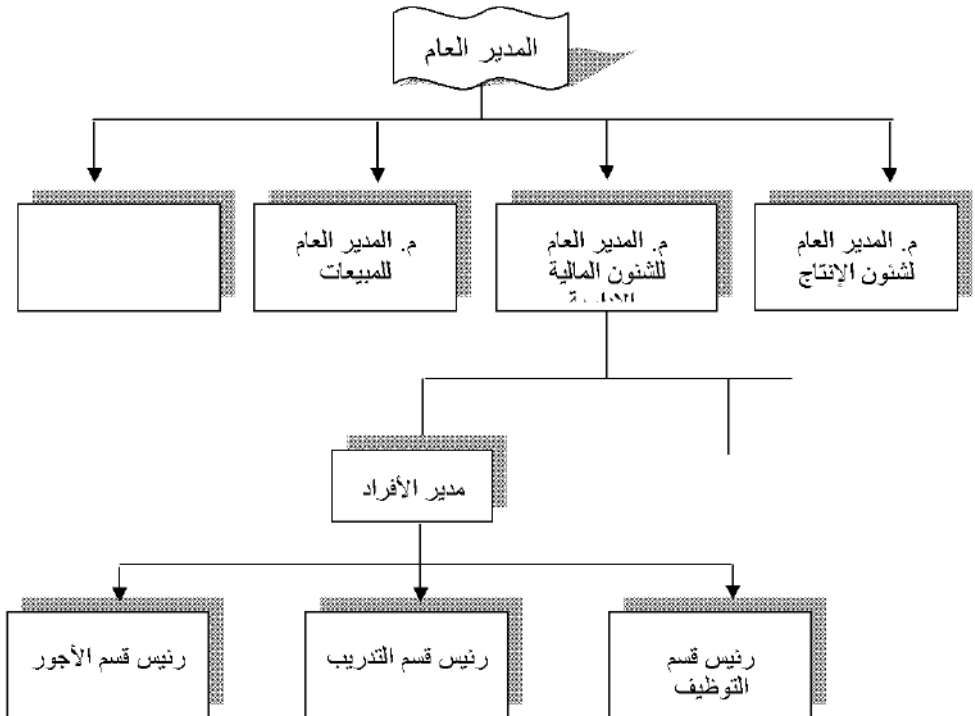 المدير العام
م. المدير العام
لشئون الإنتاج
م. المدير العام
للشئون المالية
م. المدير العام
للمبيعات
مدير الأفراد
رئيس قسم
التوظيف
رئيس قسم التدريب
رئيس قسم الأجور